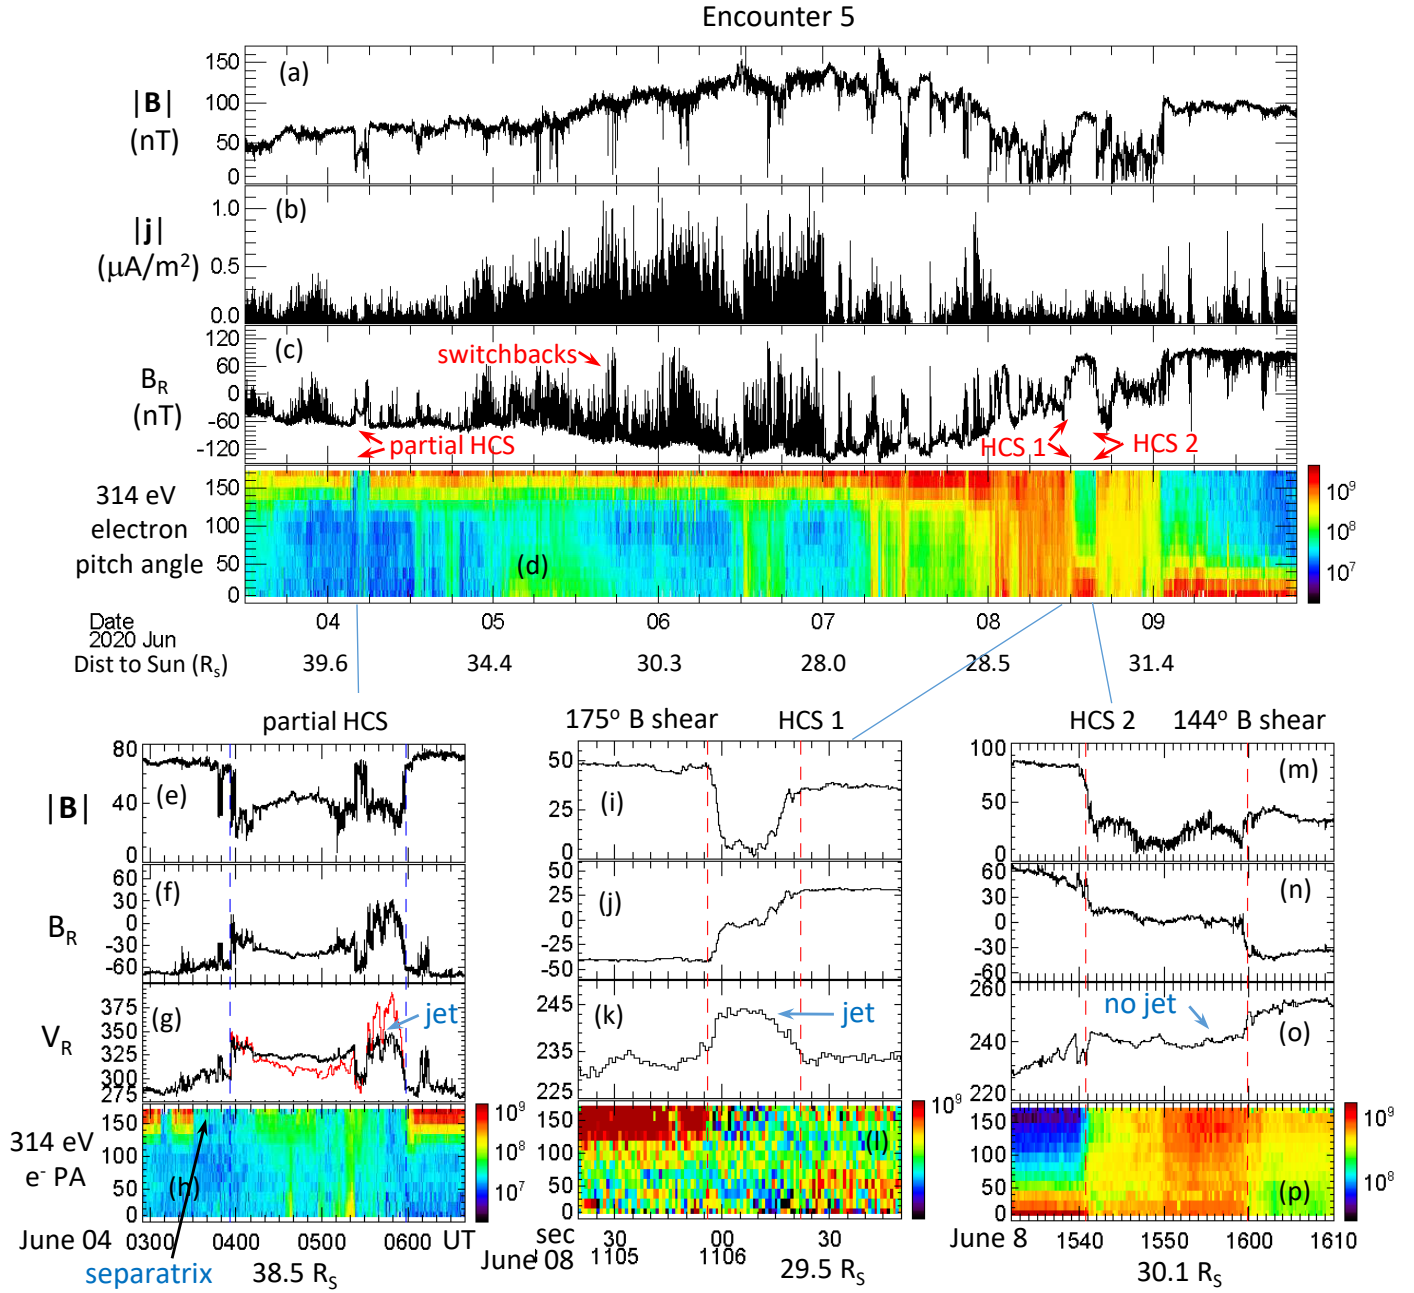 Encounter 5
(a)
|B|
(nT)
150
100
50
0
(b)
|j|
(μA/m²)
1.0
0.5
0.0
(c)
B_R
(nT)
120
60
0
-60
-120
switchbacks
partial HCS
HCS 1
HCS 2
314 eV
electron
pitch angle
150
100
50
0
(d)
10⁹
10⁸
10⁷
Date
2020 Jun
04 05 06 07 08 09
Dist to Sun (R_s)
39.6 34.4 30.3 28.0 28.5 31.4
partial HCS
175° B shear HCS 1
HCS 2 144° B shear
|B|
80
40
0
(e)
50
25
0
(i)
100
50
0
(m)
B_R
60
30
0
-30
-60
(f)
50
25
0
-25
-50
(j)
60
30
0
-30
-60
(n)
V_R
375
350
325
300
275
(g)
jet
245
235
225
(k)
jet
260
240
220
(o)
no jet
314 eV
e⁻ PA
150
100
50
0
(h)
10⁹
10⁸
10⁷
150
100
50
0
(l)
10⁹
150
100
50
0
(p)
10⁹
10⁸
June 04 0300 0400 0500 0600 UT
separatrix
38.5 R_S
sec 30 00 30
1105 1106
June 08
29.5 R_S
June 8 1540 1550 1600 1610
30.1 R_S